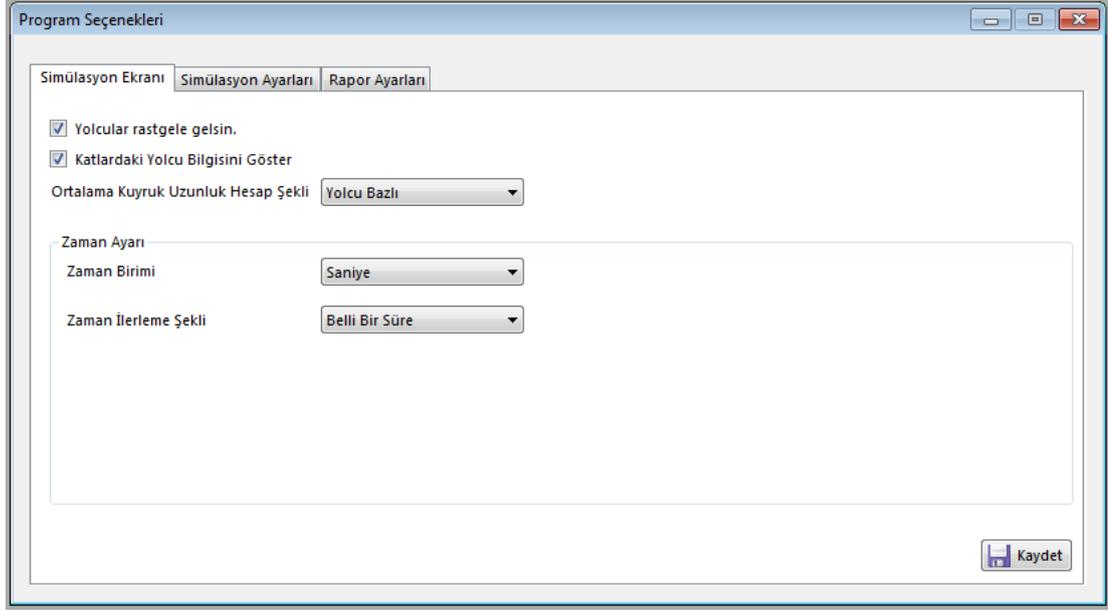 Program Seçenekleri
Simülasyon Ekranı Simülasyon Ayarları Rapor Ayarları
Yolcular rastgele gelsin.
Katlardaki Yolcu Bilgisini Göster
Ortalama Kuyruk Uzunluk Hesap Şekli Yolcu Bazlı
Zaman Ayarı
Zaman Birimi Saniye
Zaman İlerleme Şekli Belli Bir Süre
Kaydet